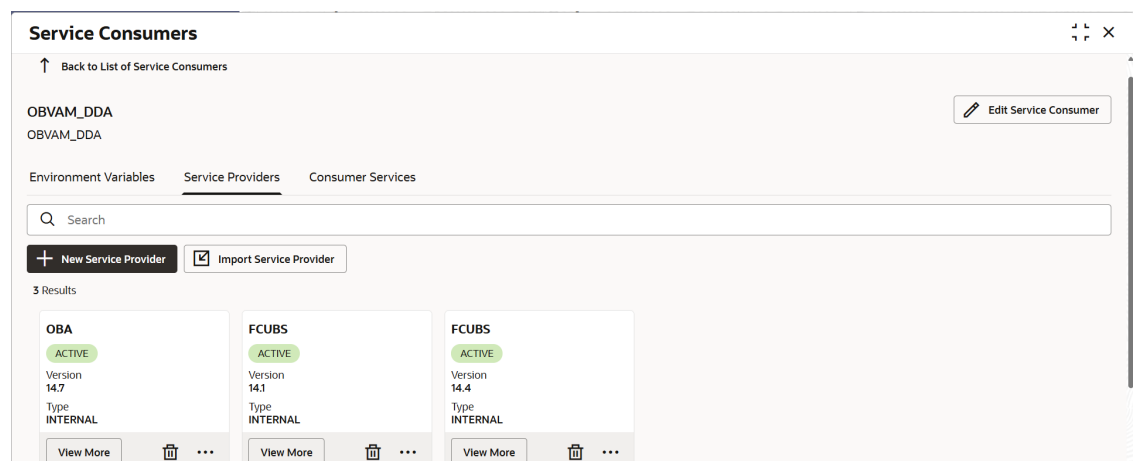 Service Consumers
Back to List of Service Consumers
OBVAM_DDA
Edit Service Consumer
OBVAM_DDA
Environment Variables Service Providers Consumer Services
Search
New Service Provider Import Service Provider
3 Results
OBA FCUBS FCUBS
ACTIVE ACTIVE ACTIVE
Version Version Version
14.7 14.1 14.4
Type Type Type
INTERNAL INTERNAL INTERNAL
View More View More View More